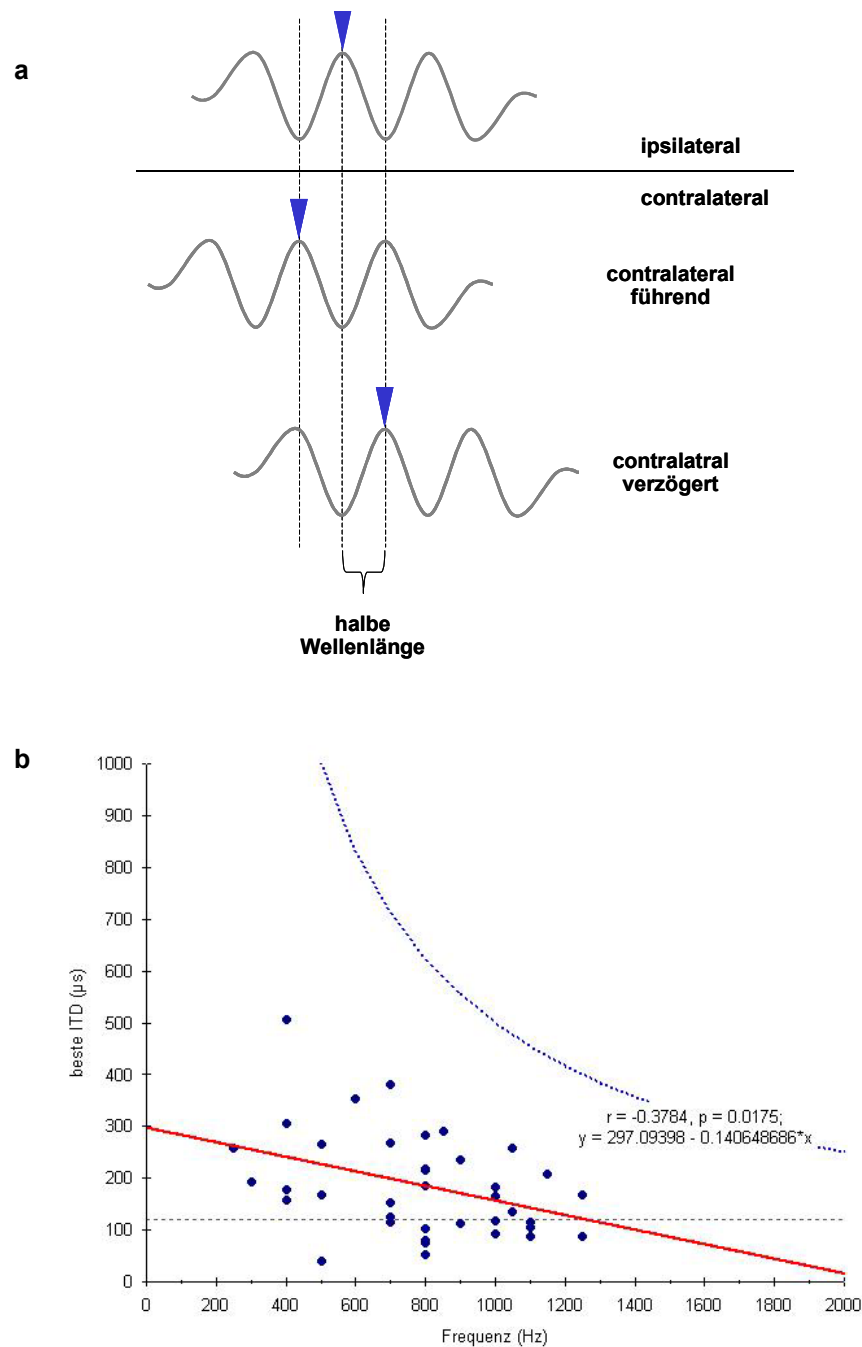 a
ipsilateral
contralateral
contralateral
führend
contralatral
verzögert
halbe
Wellenlänge
b
1000
900
800
700
600
500
400
300
200
100
0
beste ITD (µs)
r = -0.3784, p = 0.0175;
y = 297.09398 - 0.140648686*x
0 200 400 600 800 1000 1200 1400 1600 1800 2000
Frequenz (Hz)